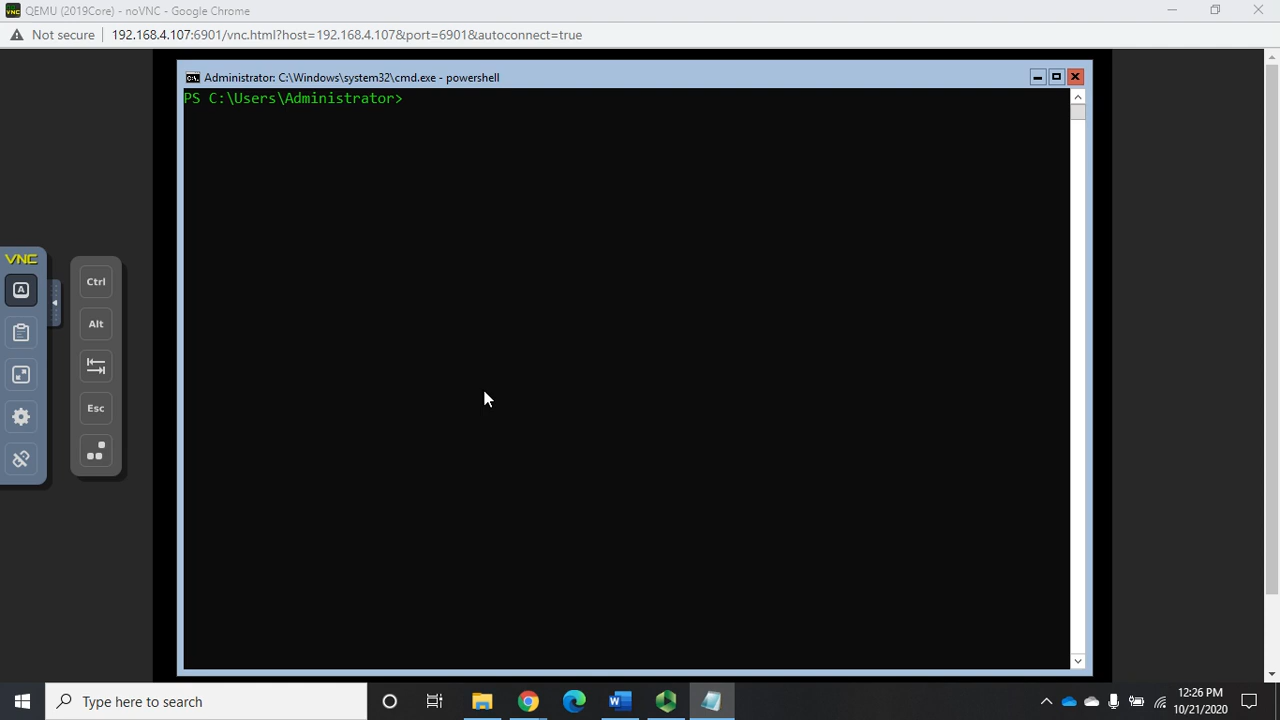 QEMU (2019Core) - noVNC - Google Chrome
Not secure
192.168.4.107:6901/vnc.html?host=192.168.4.107&port=6901&autoconnect=true
Administrator: C:\Windows\system32\cmd.exe - powershell
PS C:\Users\Administrator>
VNC
A
Ctrl
Alt
Esc
Type here to search
12:26 PM
10/21/2020